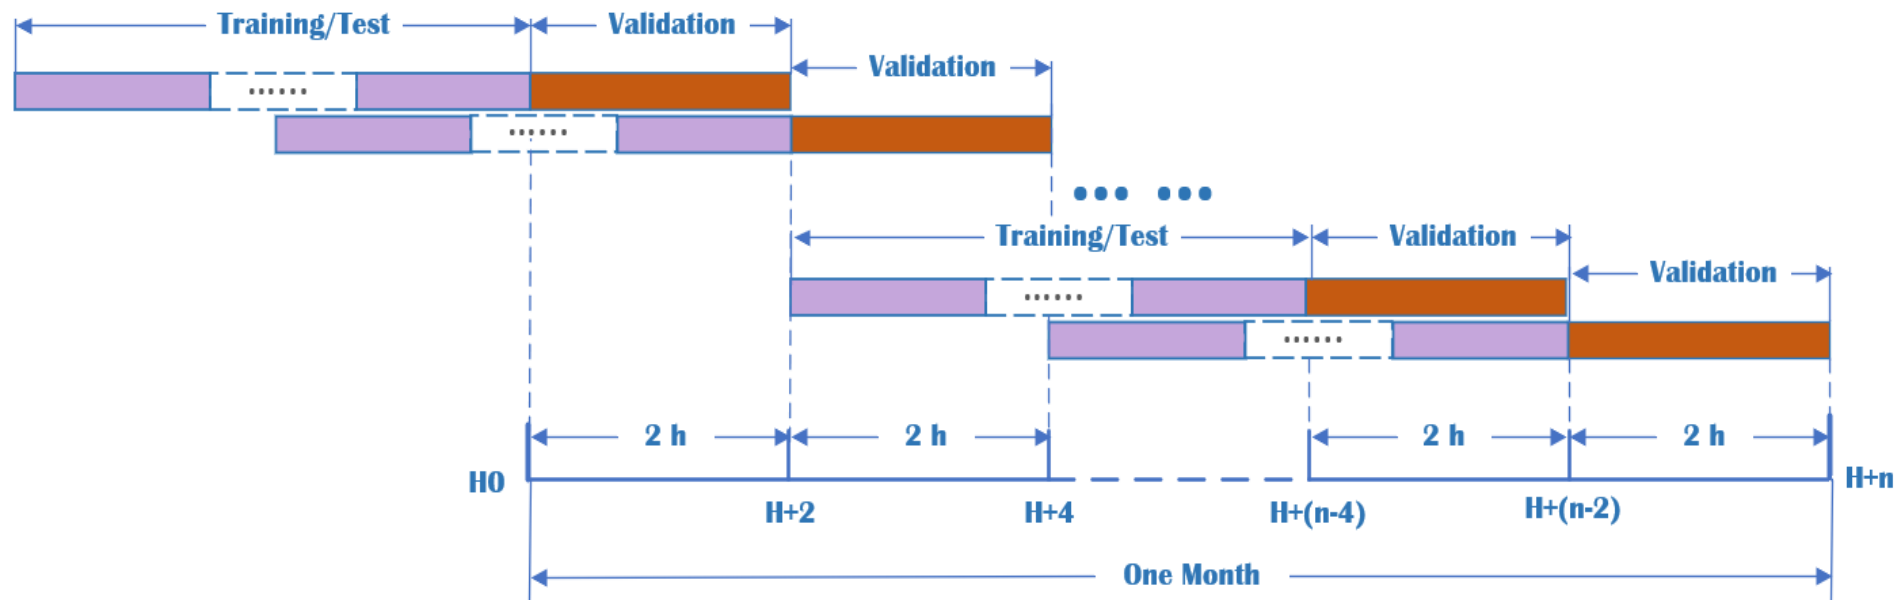 Training/Test
Validation
Validation
......
......
... ...
Training/Test
Validation
Validation
......
......
2 h
2 h
2 h
2 h
H0
H+n
H+2
H+4
H+(n-4)
H+(n-2)
One Month